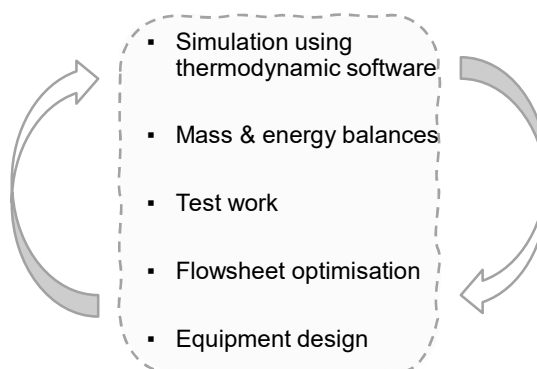 ▪ Simulation using
thermodynamic software
▪ Mass & energy balances
▪ Test work
▪ Flowsheet optimisation
▪ Equipment design